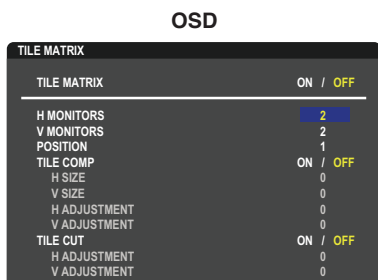 OSD
TILE MATRIX
TILE MATRIX ON / OFF
H MONITORS 2
V MONITORS 2
POSITION 1
TILE COMP ON / OFF
H SIZE 0
V SIZE 0
H ADJUSTMENT 0
V ADJUSTMENT 0
TILE CUT ON / OFF
H ADJUSTMENT 0
V ADJUSTMENT 0